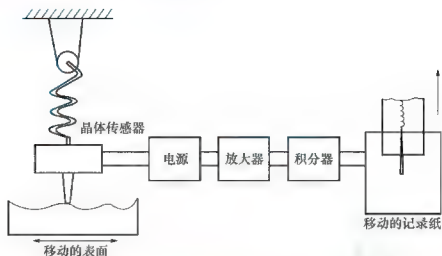 晶体传感器
电源
放大器
积分器
移动的记录纸
移动的表面